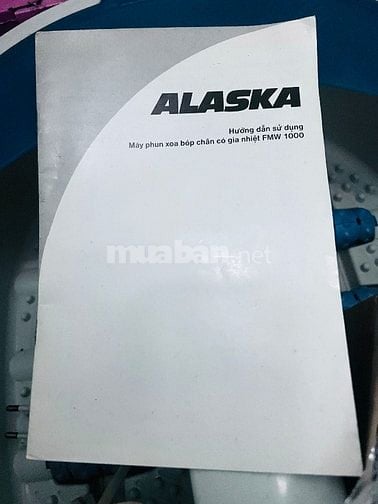 ALASKA
Hướng dẫn sử dụng
Máy phun xoa bóp chân có gia nhiệt FMW 1000
muaban.net